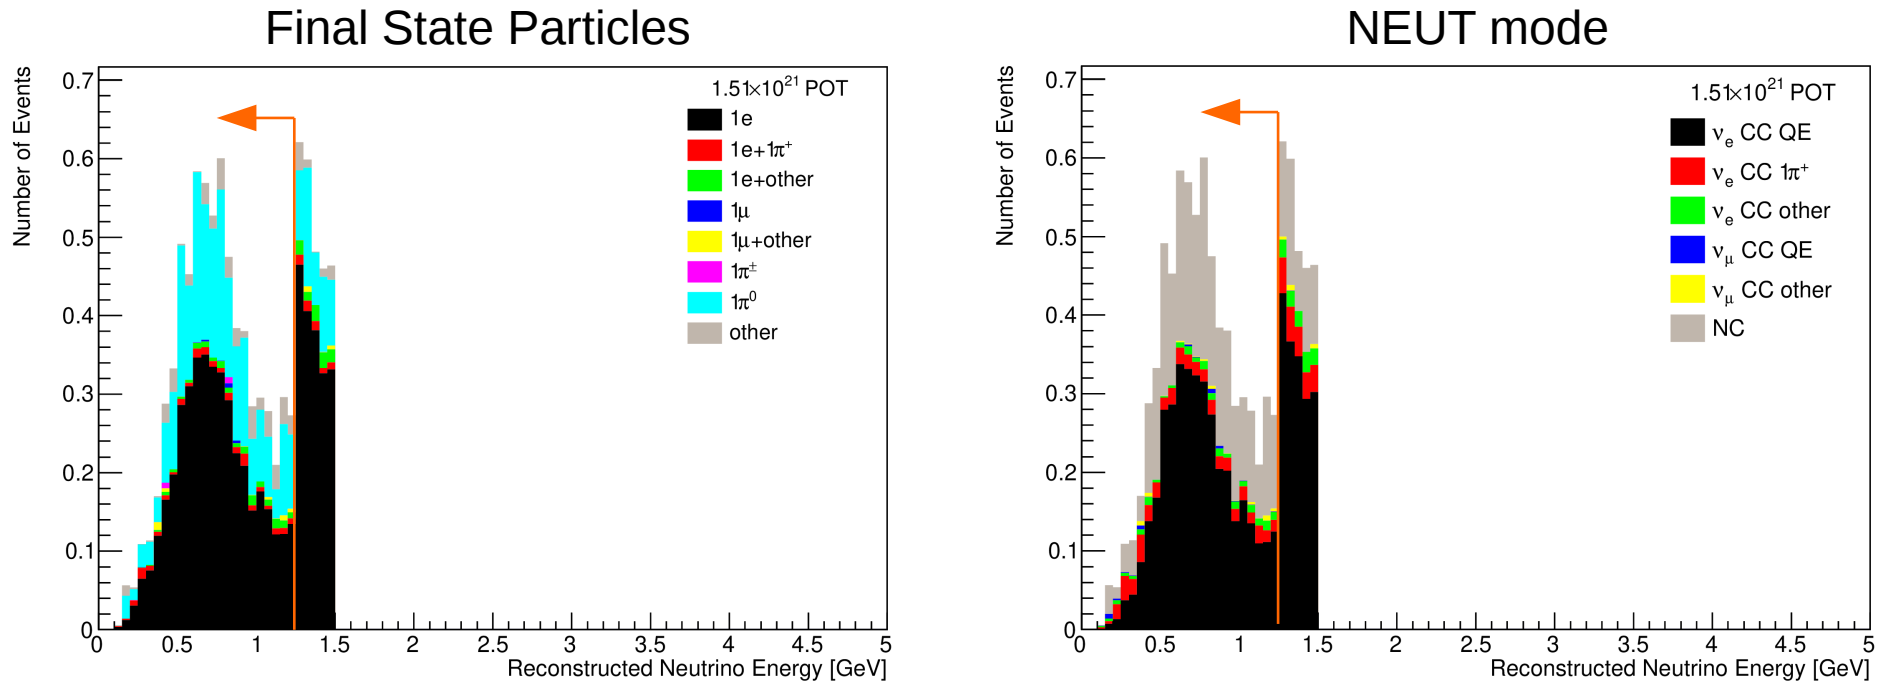 Final State Particles
Number of Events
0.7
0.6
0.5
0.4
0.3
0.2
0.1
0
1.51×10²¹ POT
1e
1e+1π⁺
1e+other
1μ
1μ+other
1π±
1π⁰
other
0 0.5 1 1.5 2 2.5 3 3.5 4 4.5 5
Reconstructed Neutrino Energy [GeV]
NEUT mode
Number of Events
0.7
0.6
0.5
0.4
0.3
0.2
0.1
0
1.51×10²¹ POT
νe CC QE
νe CC 1π⁺
νe CC other
νμ CC QE
νμ CC other
NC
0 0.5 1 1.5 2 2.5 3 3.5 4 4.5 5
Reconstructed Neutrino Energy [GeV]